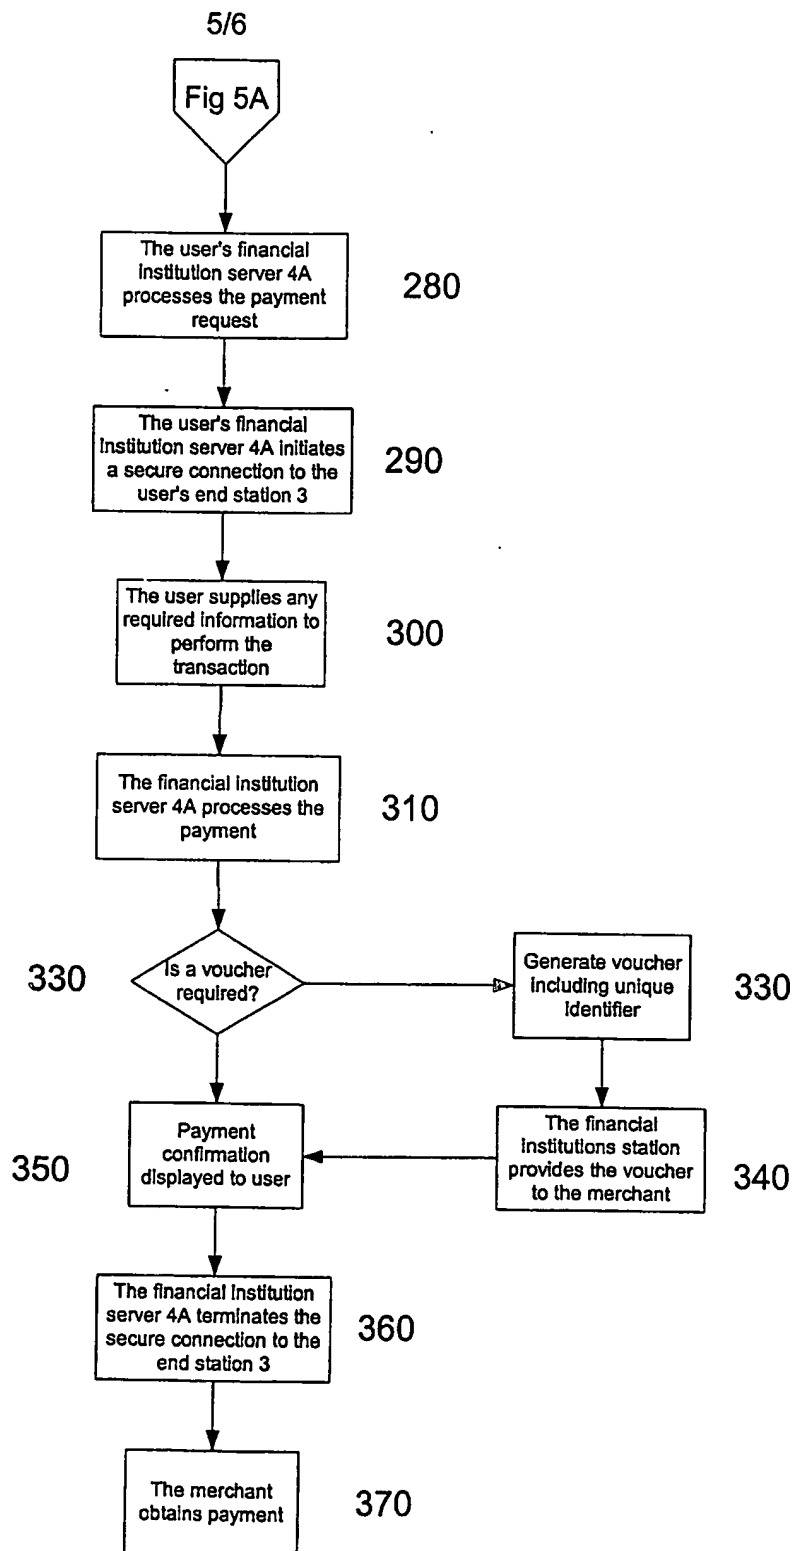 5/6
Fig 5A
The user's financial
institution server 4A
processes the payment
request
280
The user's financial
institution server 4A initiates
a secure connection to the
user's end station 3
290
The user supplies any
required information to
perform the
transaction
300
The financial institution
server 4A processes the
payment
310
330
Is a voucher
required?
Generate voucher
including unique
identifier
330
350
Payment
confirmation
displayed to user
The financial
institutions station
provides the voucher
to the merchant
340
The financial institution
server 4A terminates the
secure connection to the
end station 3
360
The merchant
obtains payment
370